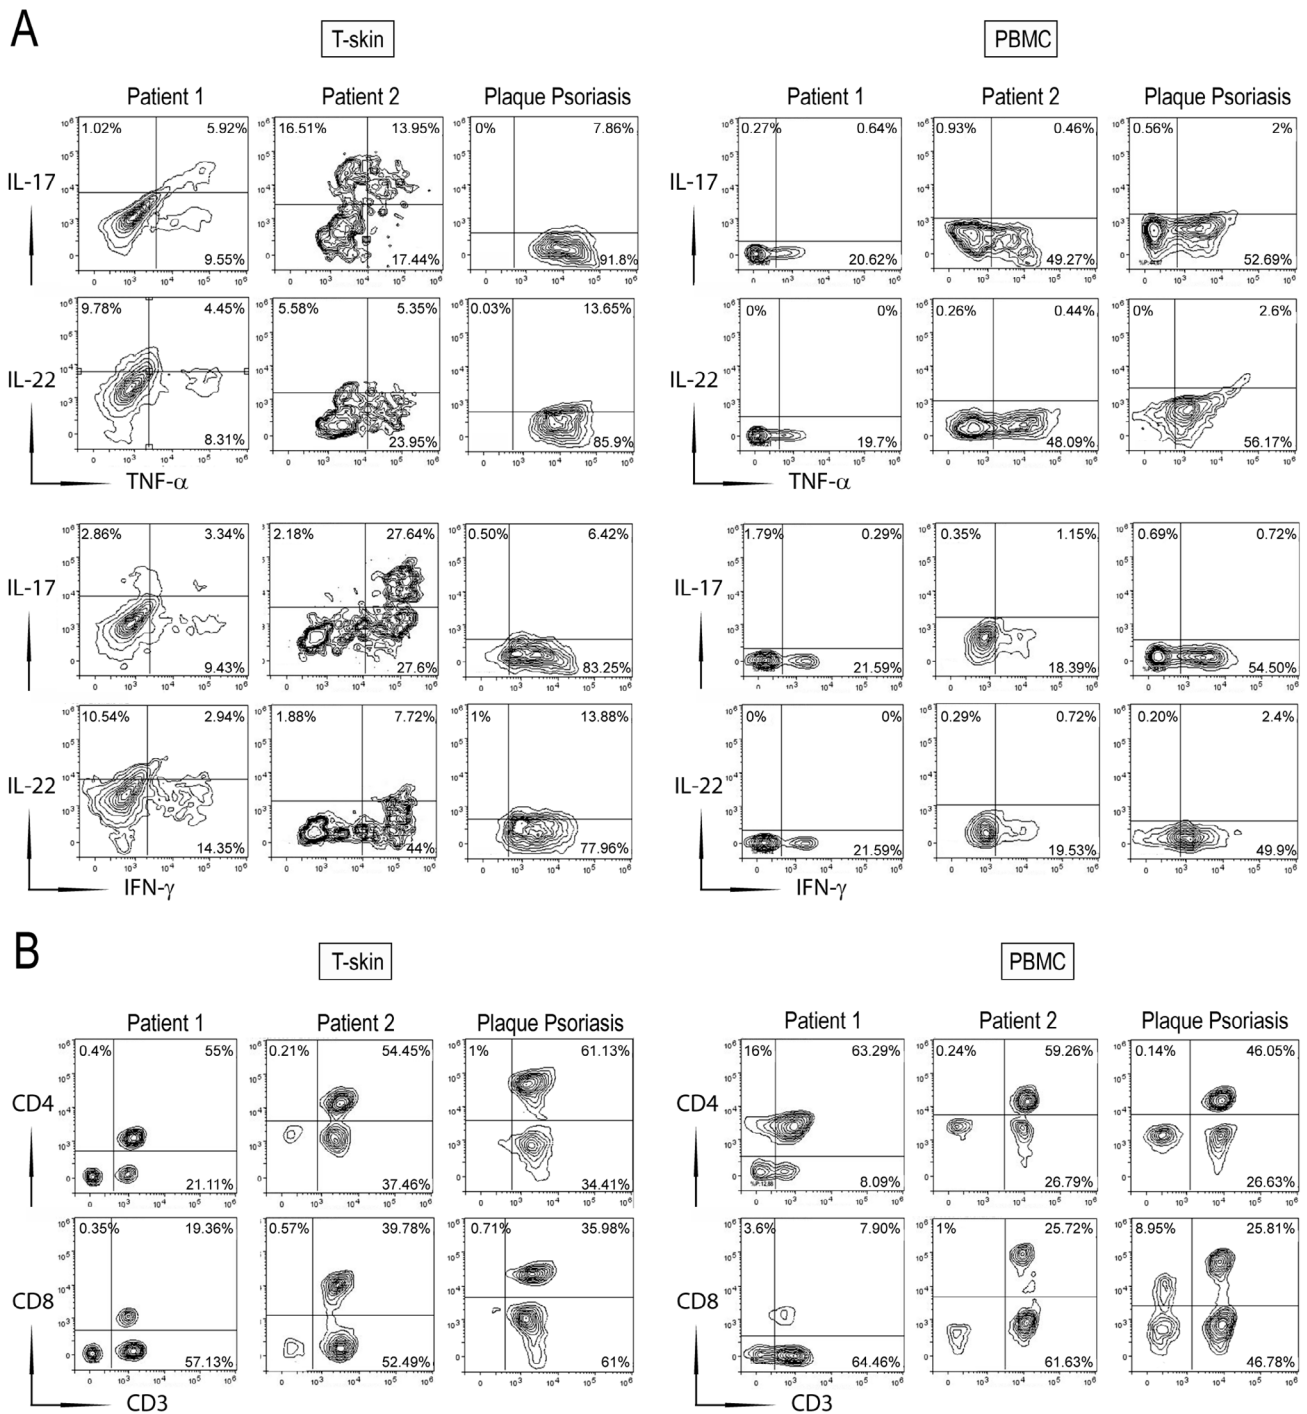 A
T-skin PBMC
Patient 1 Patient 2 Plaque Psoriasis Patient 1 Patient 2 Plaque Psoriasis
IL-17 1.02% 5.92% 16.51% 13.95% 0% 7.86% IL-17 0.27% 0.64% 0.93% 0.46% 0.56% 2%
9.55% 17.44% 91.8% 20.62% 49.27% 52.69%
IL-22 9.78% 4.45% 5.58% 5.35% 0.03% 13.65% IL-22 0% 0% 0.26% 0.44% 0% 2.6%
8.31% 23.95% 85.9% 19.7% 48.09% 56.17%
TNF-α TNF-α
IL-17 2.86% 3.34% 2.18% 27.64% 0.50% 6.42% IL-17 1.79% 0.29% 0.35% 1.15% 0.69% 0.72%
9.43% 27.6% 83.25% 21.59% 18.39% 54.50%
IL-22 10.54% 2.94% 1.88% 7.72% 1% 13.88% IL-22 0% 0% 0.29% 0.72% 0.20% 2.4%
14.35% 44% 77.96% 21.59% 19.53% 49.9%
IFN-γ IFN-γ
B
T-skin PBMC
Patient 1 Patient 2 Plaque Psoriasis Patient 1 Patient 2 Plaque Psoriasis
CD4 0.4% 55% 0.21% 54.45% 1% 61.13% CD4 16% 63.29% 0.24% 59.26% 0.14% 46.05%
21.11% 37.46% 34.41% 8.09% 26.79% 26.63%
CD8 0.35% 19.36% 0.57% 39.78% 0.71% 35.98% CD8 3.6% 7.90% 1% 25.72% 8.95% 25.81%
57.13% 52.49% 61% 64.46% 61.63% 46.78%
CD3 CD3